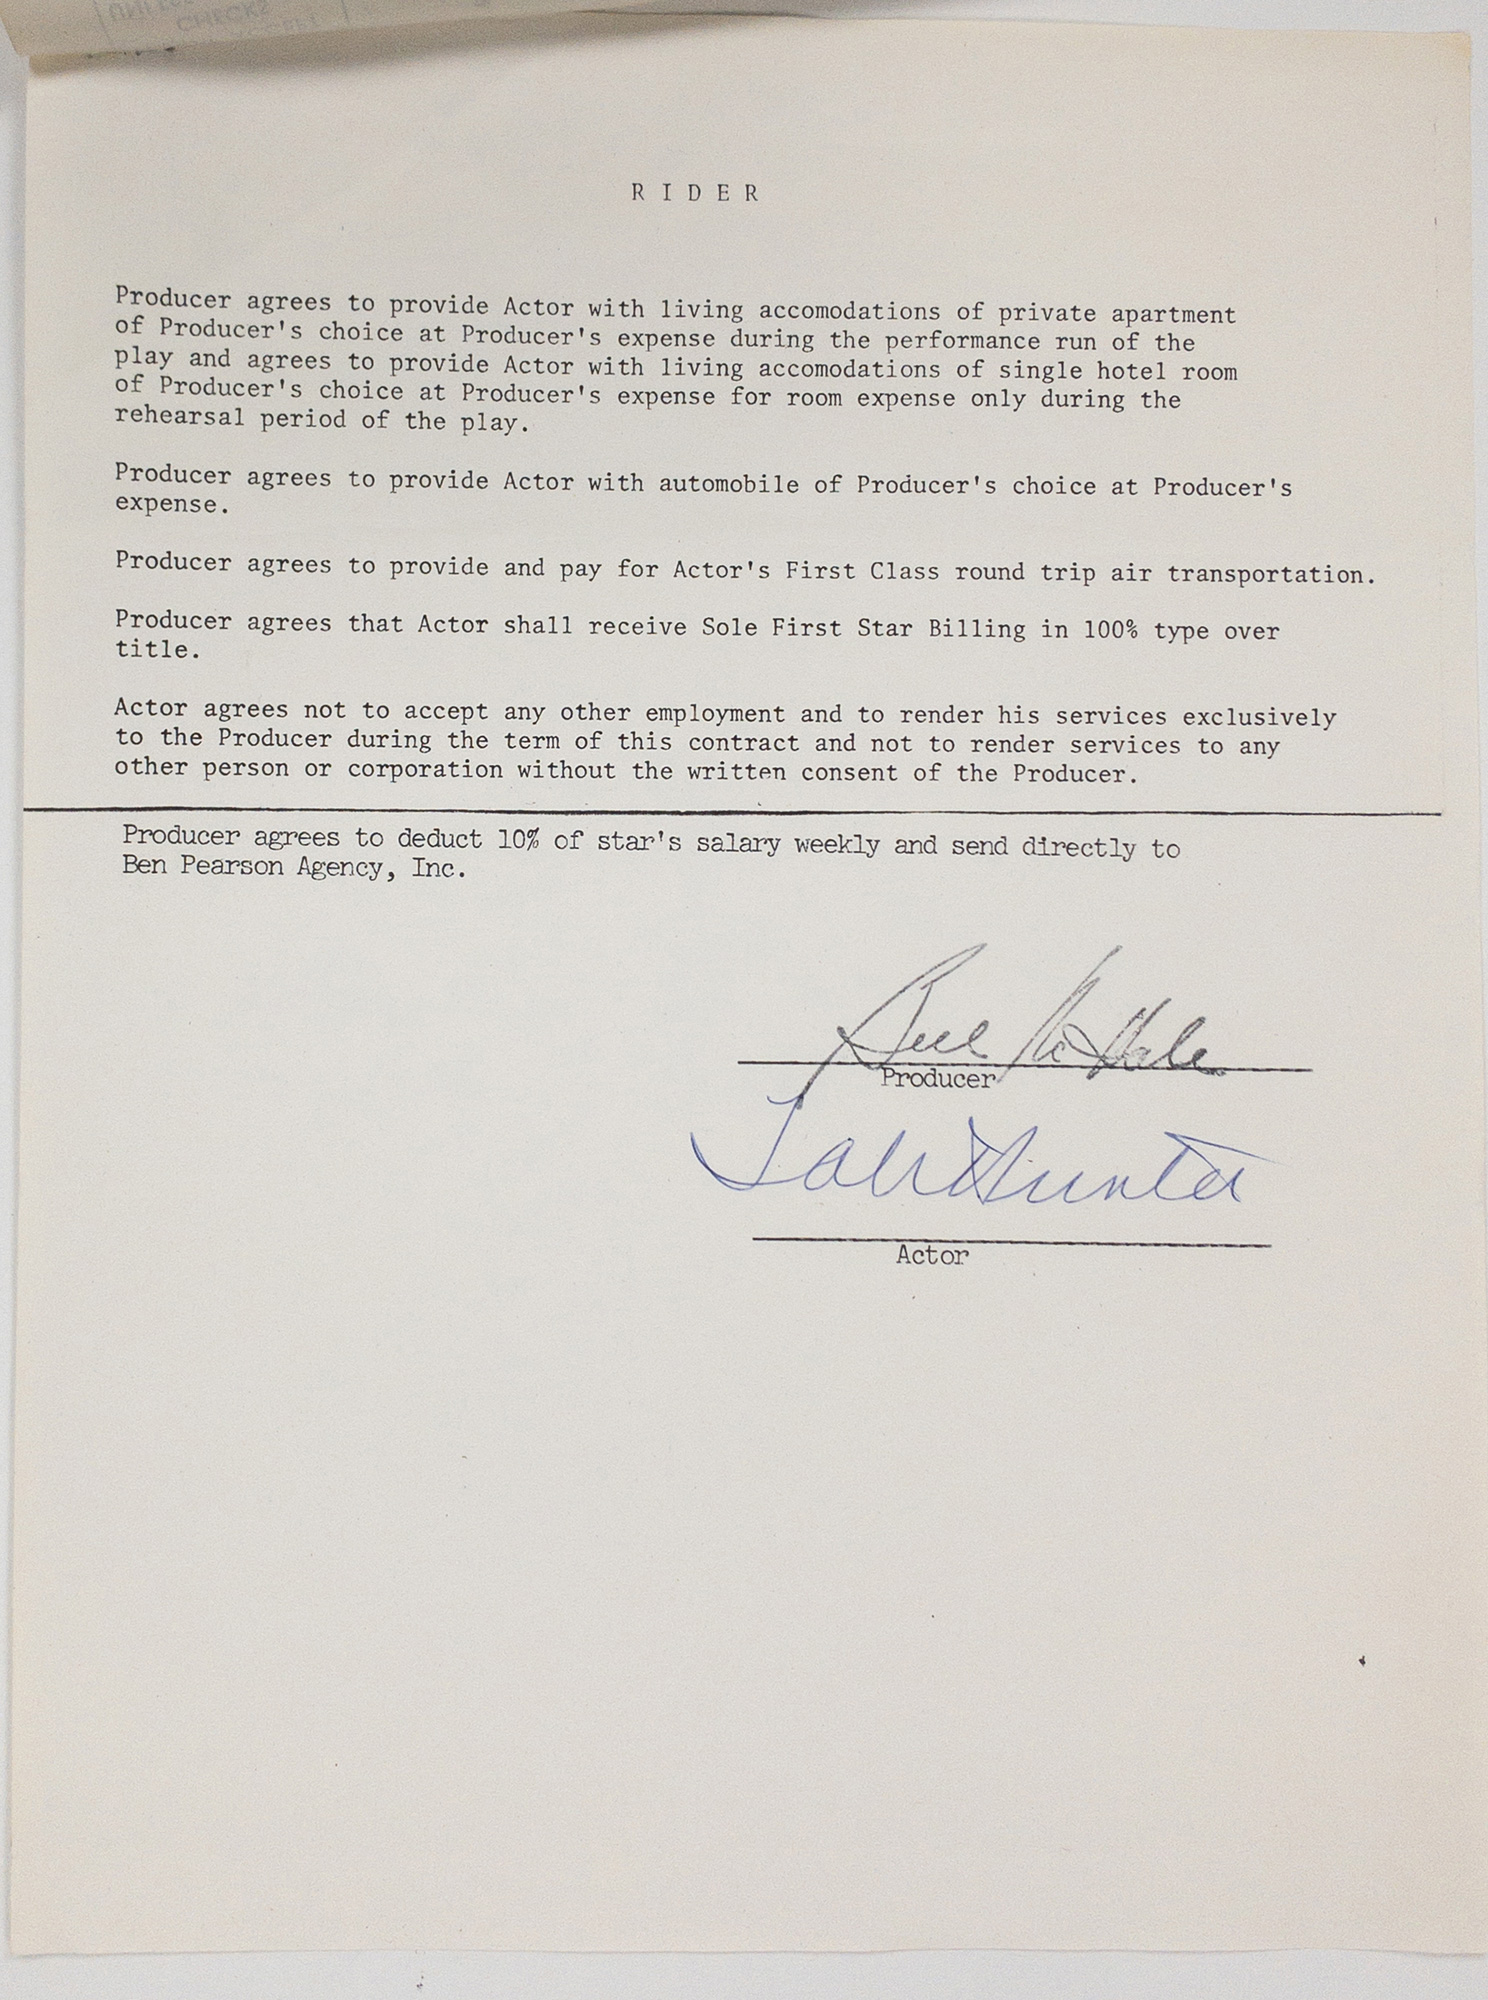 CHECKS
R I D E R
Producer agrees to provide Actor with living accomodations of private apartment
of Producer's choice at Producer's expense during the performance run of the
play and agrees to provide Actor with living accomodations of single hotel room
of Producer's choice at Producer's expense for room expense only during the
rehearsal period of the play.
Producer agrees to provide Actor with automobile of Producer's choice at Producer's
expense.
Producer agrees to provide and pay for Actor's First Class round trip air transportation.
Producer agrees that Actor shall receive Sole First Star Billing in 100% type over
title.
Actor agrees not to accept any other employment and to render his services exclusively
to the Producer during the term of this contract and not to render services to any
other person or corporation without the written consent of the Producer.
Producer agrees to deduct 10% of star's salary weekly and send directly to
Ben Pearson Agency, Inc.
Bill McHale
Producer
Tab Hunter
Actor